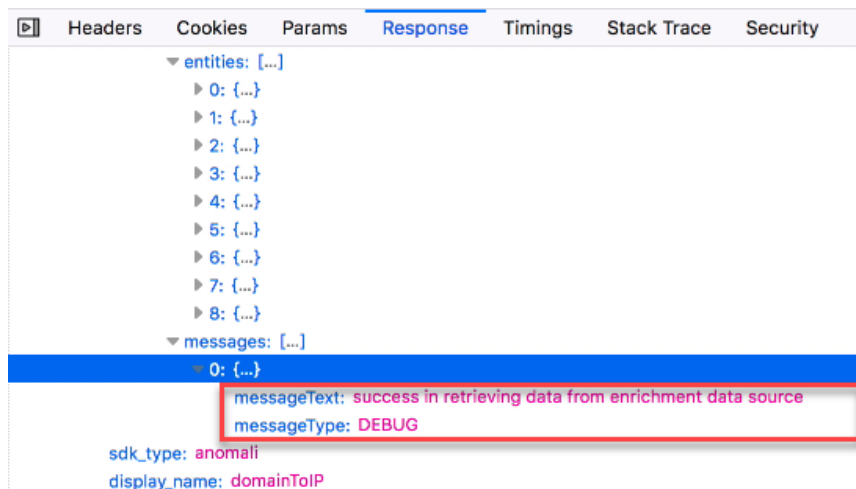 Headers Cookies Params Response Timings Stack Trace Security
entities: […]
0: {…}
1: {…}
2: {…}
3: {…}
4: {…}
5: {…}
6: {…}
7: {…}
8: {…}
messages: […]
0: {…}
messageText: success in retrieving data from enrichment data source
messageType: DEBUG
sdk_type: anomali
display_name: domainToIP